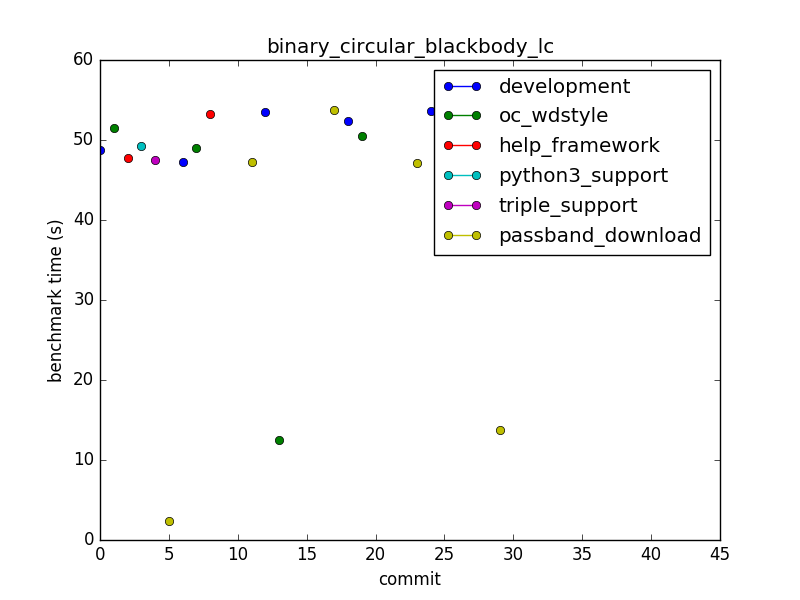 binary_circular_blackbody_lc
60
50
40
30
20
10
0
benchmark time (s)
development
oc_wdstyle
help_framework
python3_support
triple_support
passband_download
0 5 10 15 20 25 30 35 40 45
commit